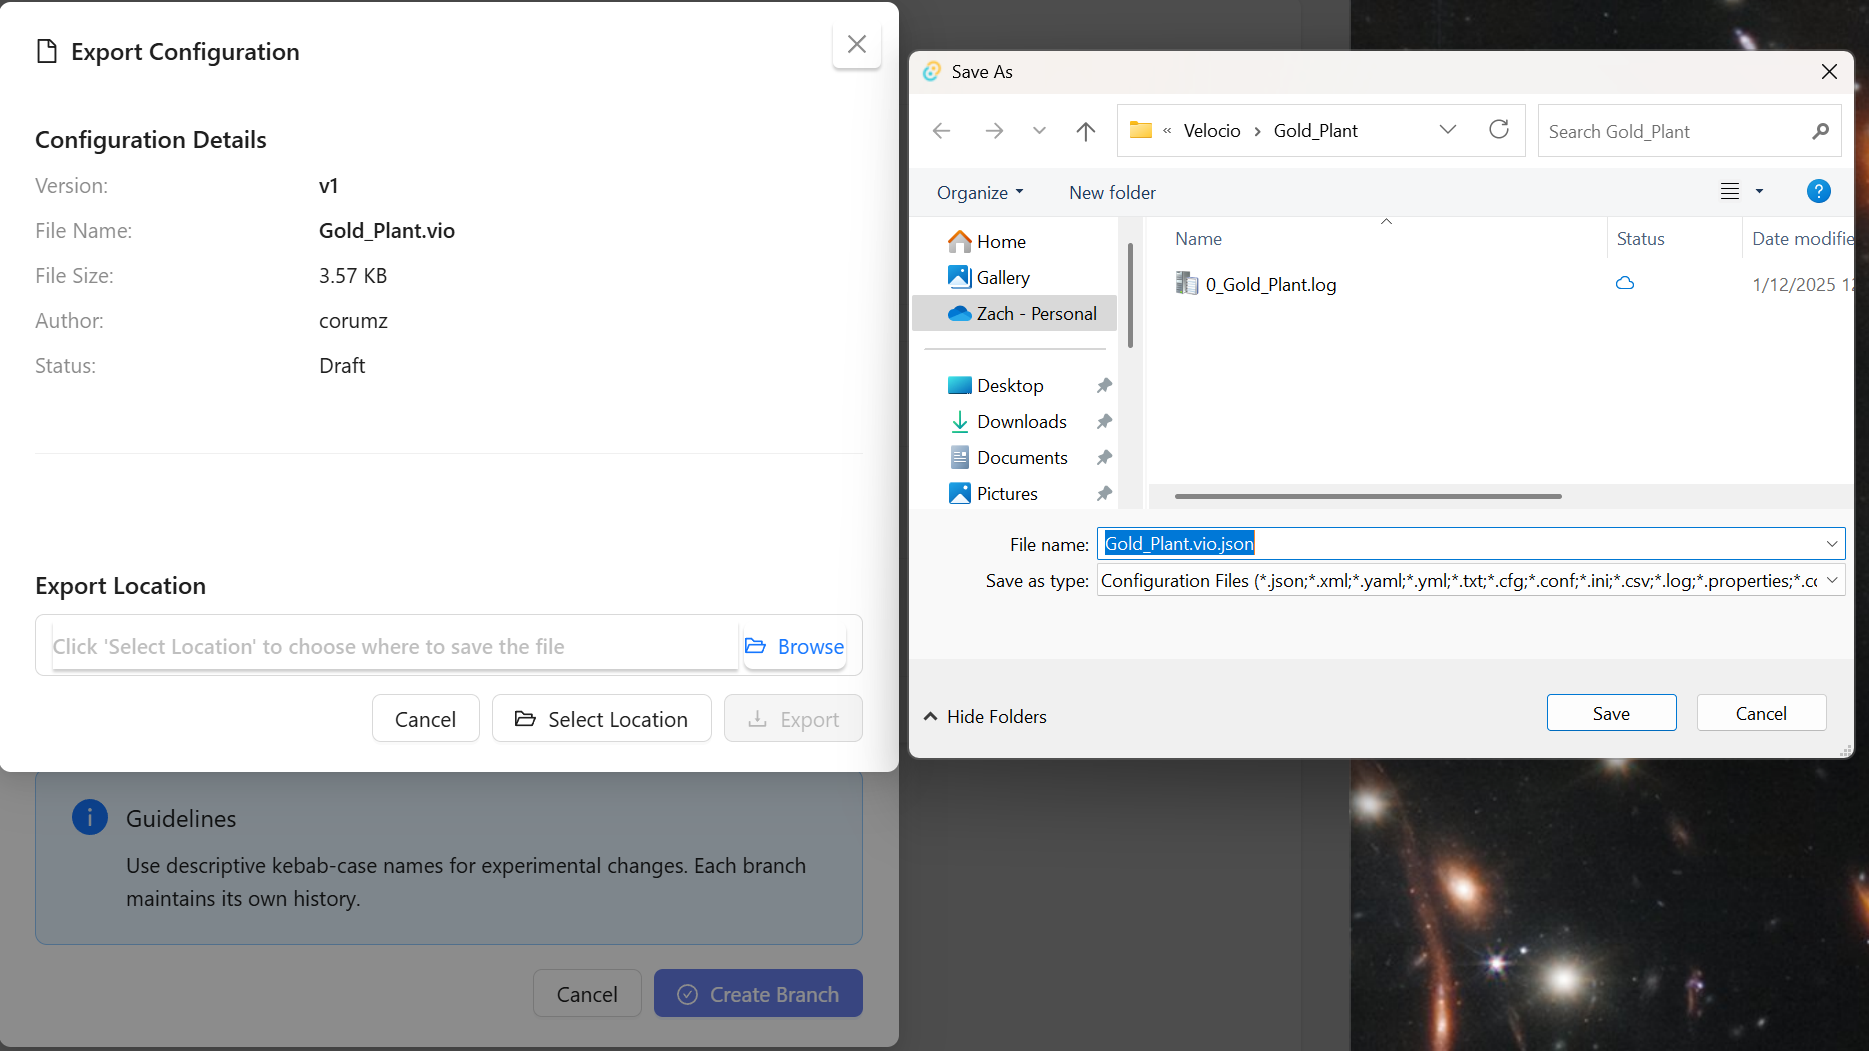 Export Configuration
Configuration Details
Version: v1
File Name: Gold_Plant.vio
File Size: 3.57 KB
Author: corumz
Status: Draft
Export Location
Click 'Select Location' to choose where to save the file
Browse
Cancel
Select Location
Export
Guidelines
Use descriptive kebab-case names for experimental changes. Each branch
maintains its own history.
Cancel
Create Branch
Save As
« Velocio > Gold_Plant
Search Gold_Plant
Organize
New folder
?
Home
Gallery
Zach - Personal
Desktop
Downloads
Documents
Pictures
Name Status Date modifie
0_Gold_Plant.log 1/12/2025 12
File name: Gold_Plant.vio.json
Save as type: Configuration Files (*.json;*.xml;*.yaml;*.yml;*.txt;*.cfg;*.conf;*.ini;*.csv;*.log;*.properties;*.cc
Hide Folders
Save
Cancel